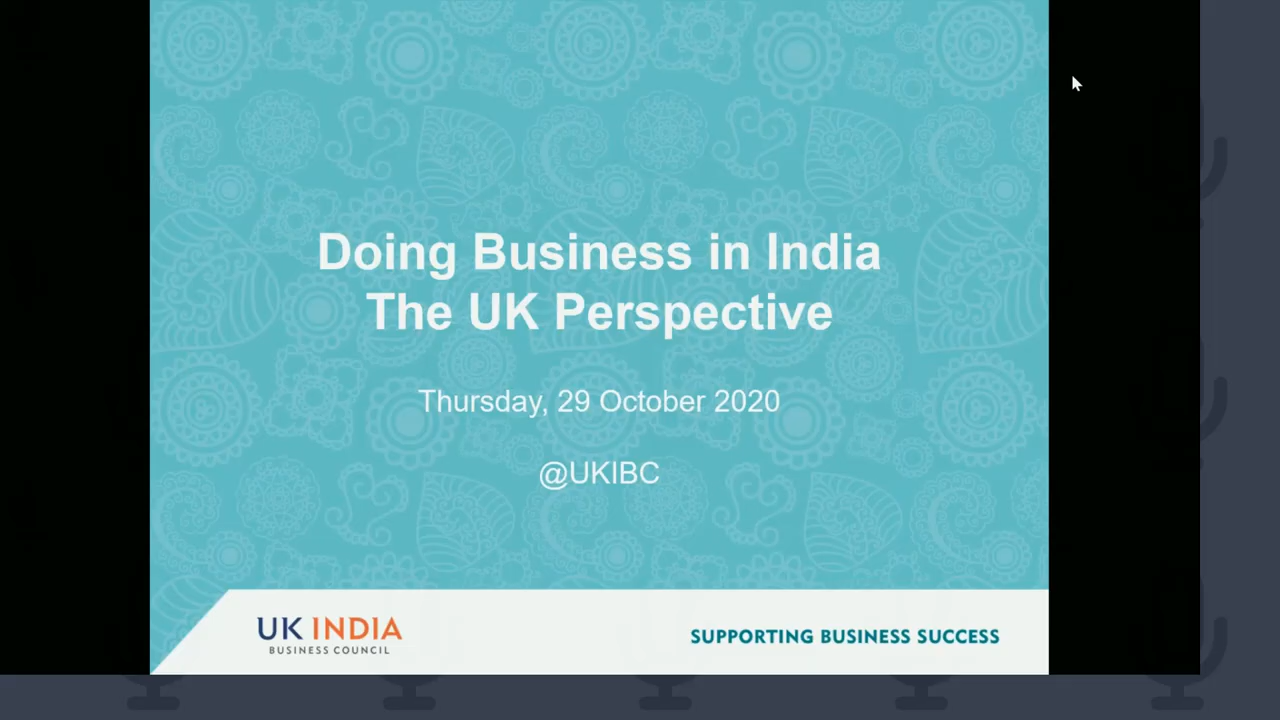 Doing Business in India
The UK Perspective
Thursday, 29 October 2020
@UKIBC
UK INDIA
BUSINESS COUNCIL
SUPPORTING BUSINESS SUCCESS